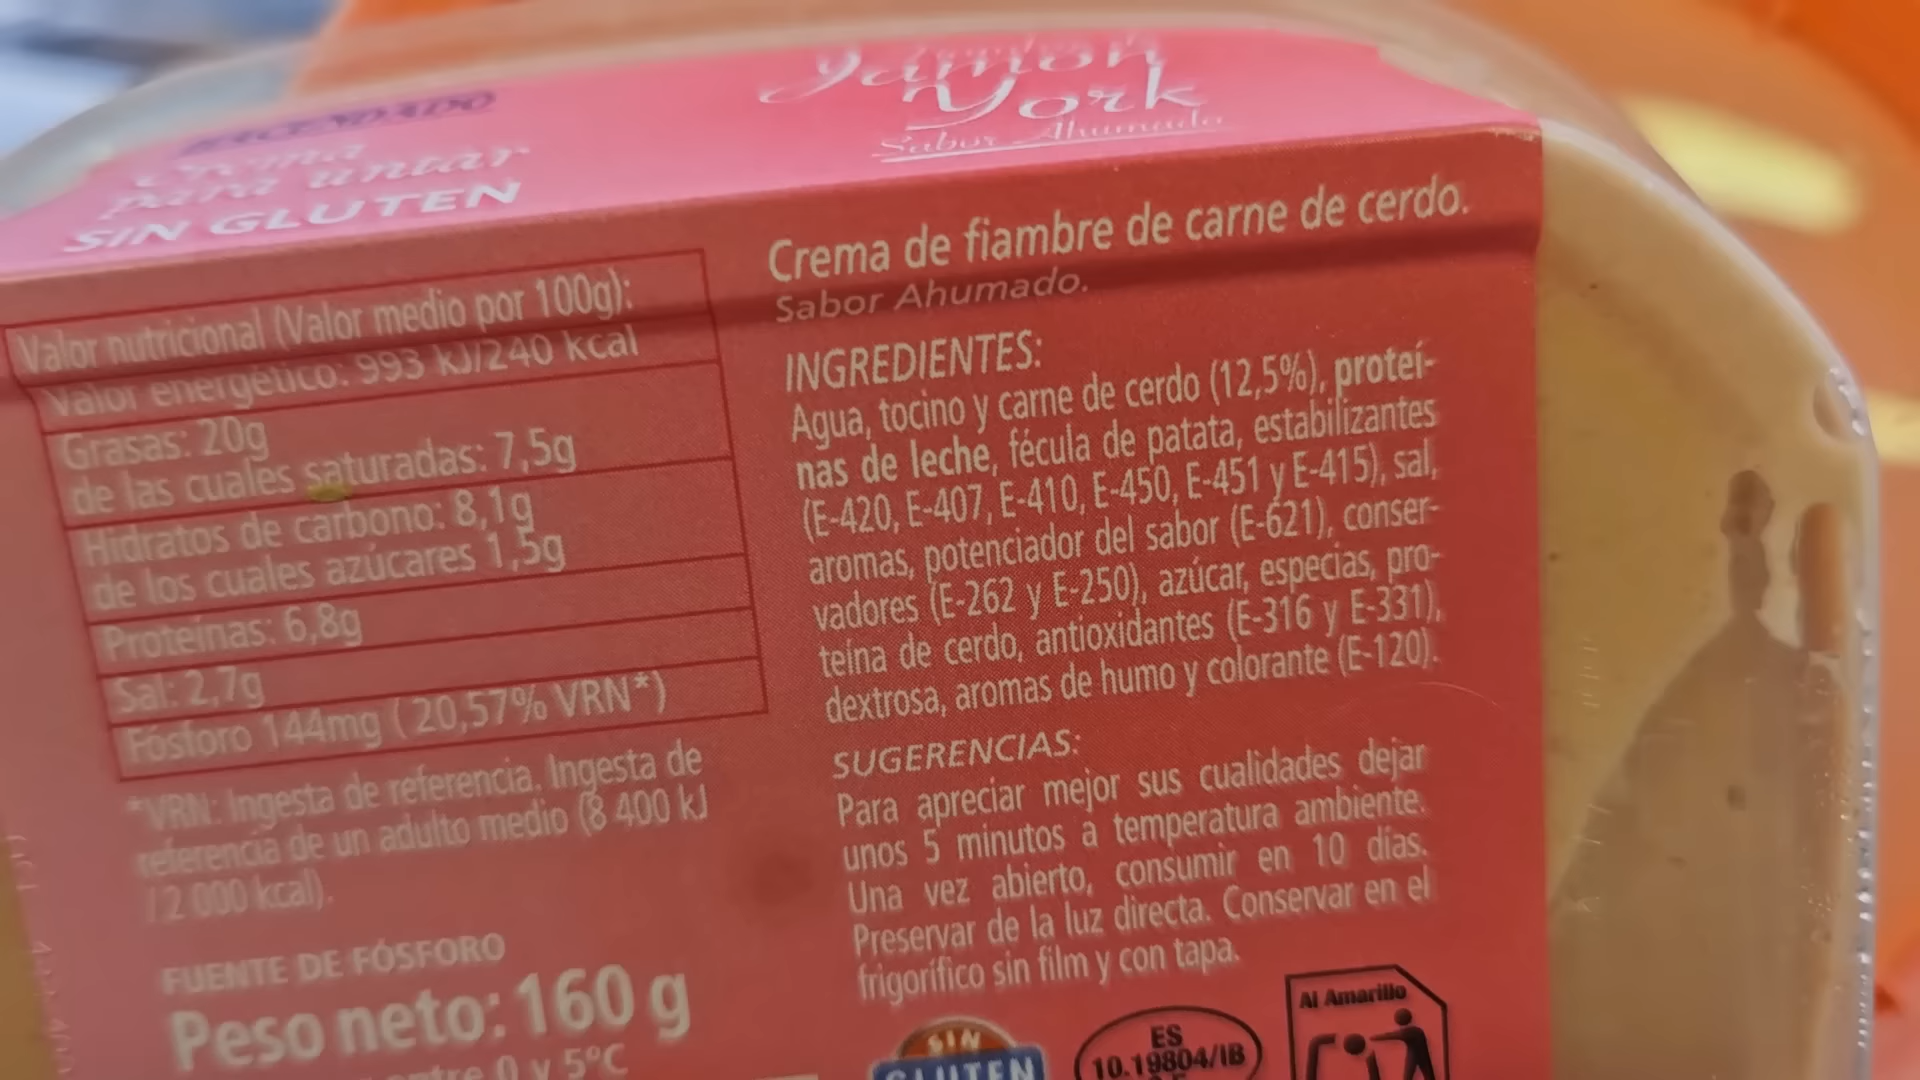 HACENDADO
Crema
para untar
SIN GLUTEN
Jamón
York
Sabor Ahumado
Valor nutricional (Valor medio por 100g):
Valor energético: 993 kJ/240 kcal
Grasas: 20g
de las cuales saturadas: 7,5g
Hidratos de carbono: 8,1g
de los cuales azúcares 1,5g
Proteínas: 6,8g
Sal: 2,7g
Fósforo 144mg (20,57% VRN*)
*VRN: Ingesta de referencia. Ingesta de
referencia de un adulto medio (8 400 kJ
/2 000 kcal).
FUENTE DE FÓSFORO
Peso neto: 160 g
entre 0 y 5ºC
Crema de fiambre de carne de cerdo.
Sabor Ahumado.
INGREDIENTES:
Agua, tocino y carne de cerdo (12,5%), proteí-
nas de leche, fécula de patata, estabilizantes
(E-420, E-407, E-410, E-450, E-451 y E-415), sal,
aromas, potenciador del sabor (E-621), conser-
vadores (E-262 y E-250), azúcar, especias, pro-
teína de cerdo, antioxidantes (E-316 y E-331),
dextrosa, aromas de humo y colorante (E-120).
SUGERENCIAS:
Para apreciar mejor sus cualidades dejar
unos 5 minutos a temperatura ambiente.
Una vez abierto, consumir en 10 días.
Preservar de la luz directa. Conservar en el
frigorífico sin film y con tapa.
SIN
GLUTEN
ES
10.19804/IB
Al Amarillo